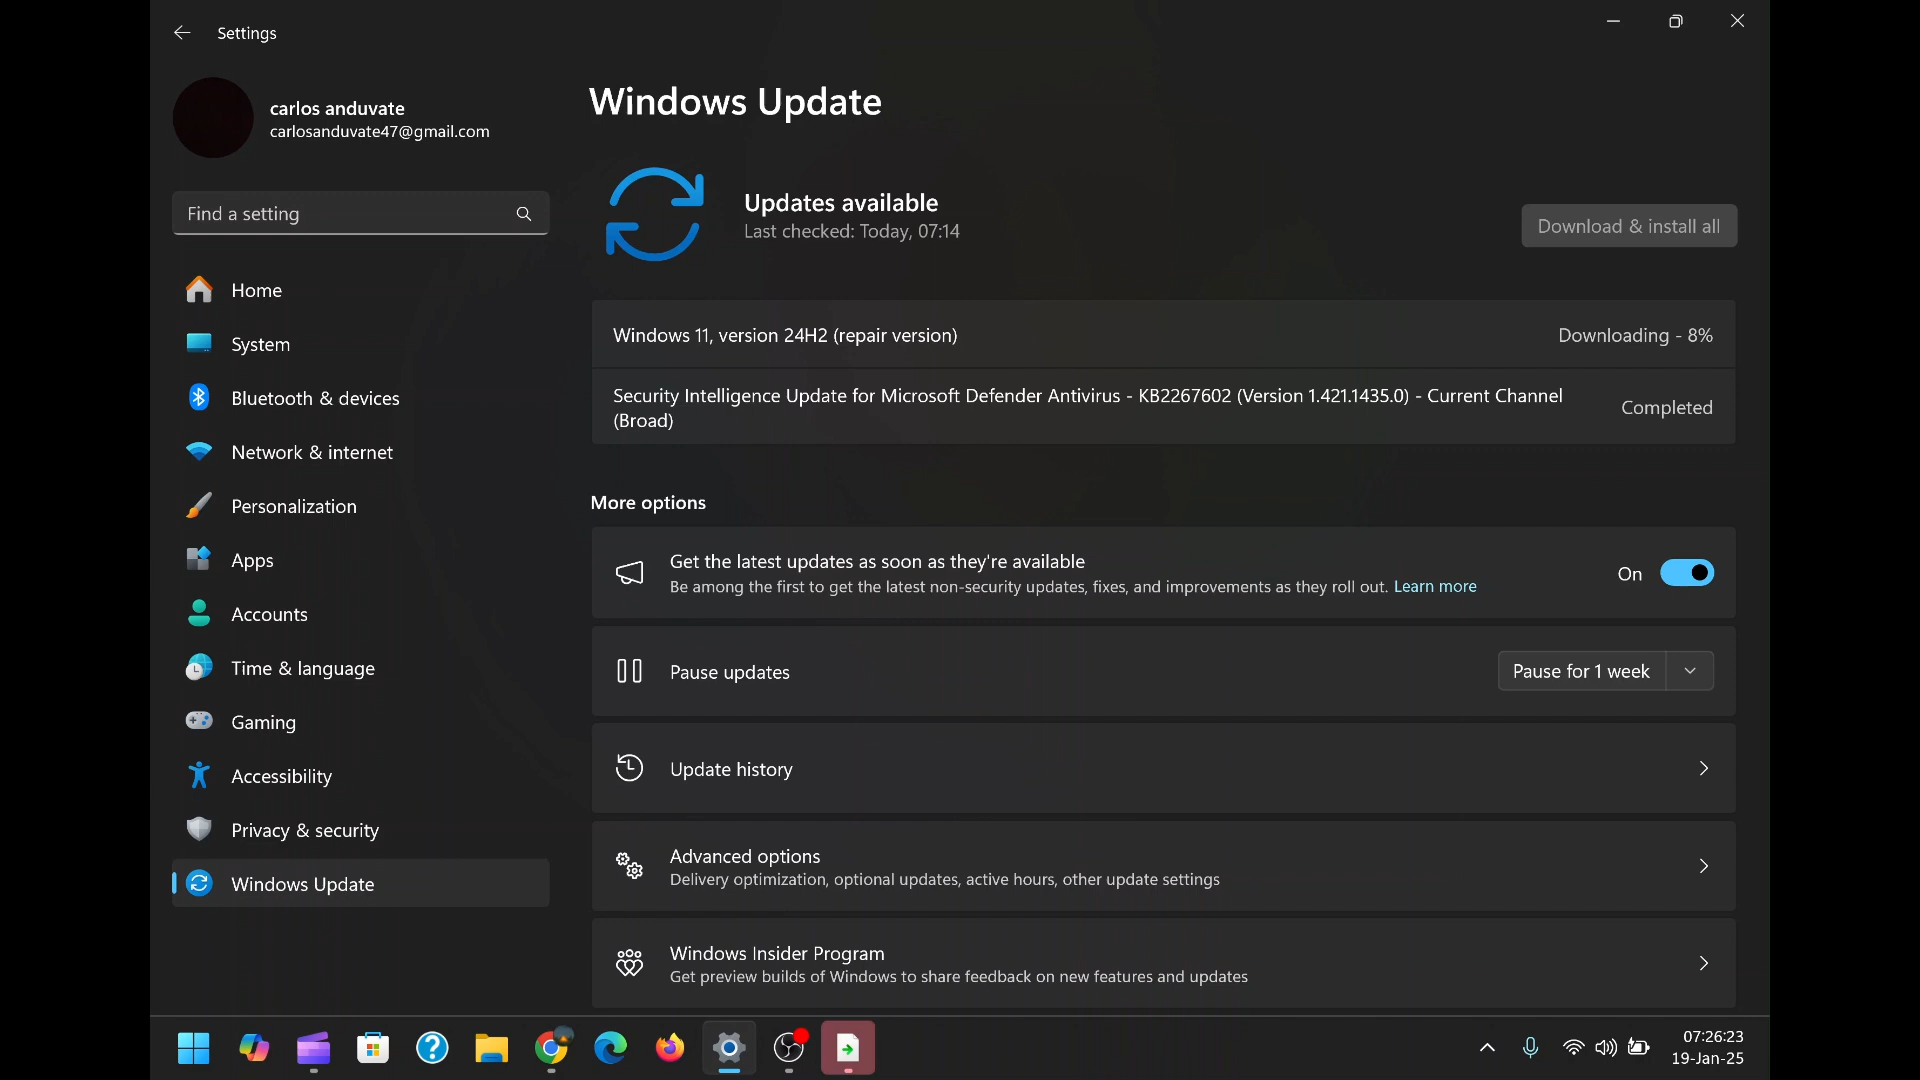 Settings
carlos anduvate
carlosanduvate47@gmail.com
Find a setting
Home
System
Bluetooth & devices
Network & internet
Personalization
Apps
Accounts
Time & language
Gaming
Accessibility
Privacy & security
Windows Update
Windows Update
Updates available
Last checked: Today, 07:14
Download & install all
Windows 11, version 24H2 (repair version)
Downloading - 8%
Security Intelligence Update for Microsoft Defender Antivirus - KB2267602 (Version 1.421.1435.0) - Current Channel
(Broad)
Completed
More options
Get the latest updates as soon as they're available
Be among the first to get the latest non-security updates, fixes, and improvements as they roll out. Learn more
On
Pause updates
Pause for 1 week
Update history
Advanced options
Delivery optimization, optional updates, active hours, other update settings
Windows Insider Program
Get preview builds of Windows to share feedback on new features and updates
07:26:23
19-Jan-25